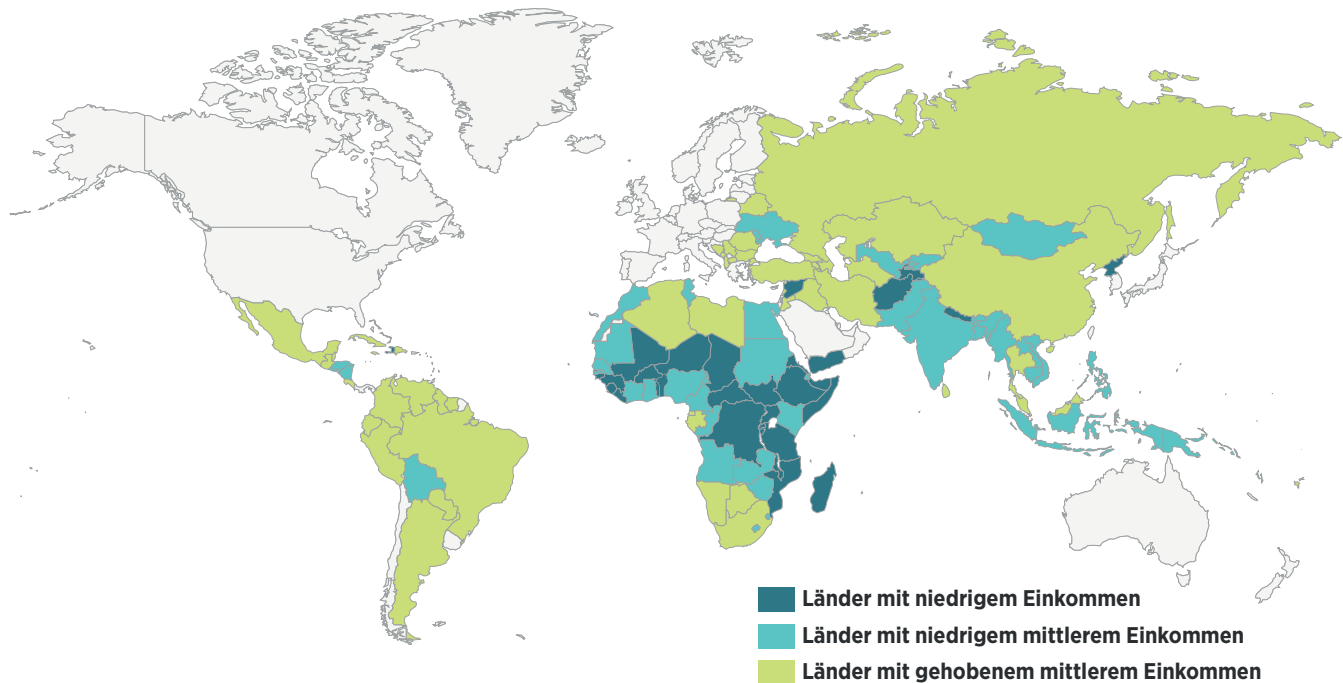 Länder mit niedrigem Einkommen
Länder mit niedrigem mittlerem Einkommen
Länder mit gehobenem mittlerem Einkommen